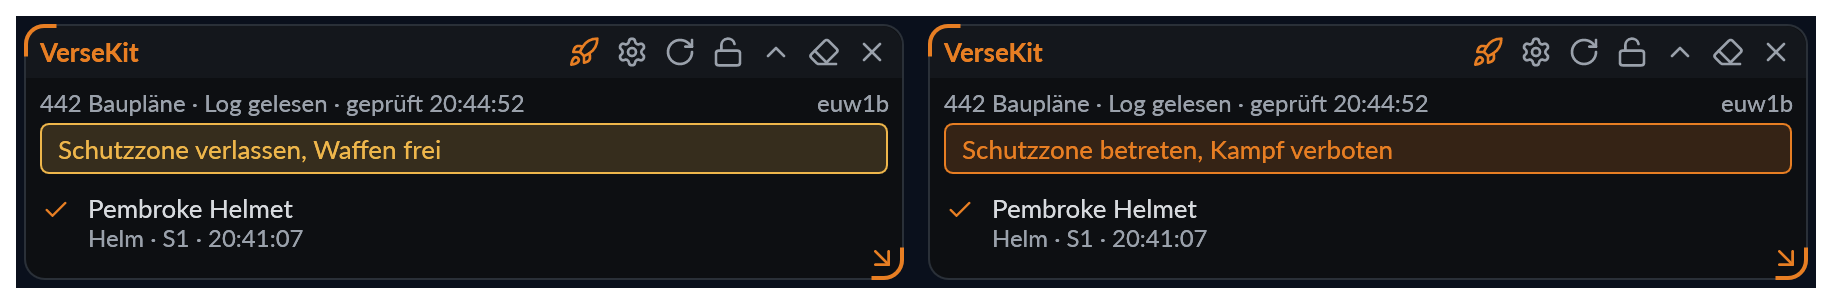 VerseKit
442 Baupläne · Log gelesen · geprüft 20:44:52 euw1b
Schutzzone verlassen, Waffen frei
Pembroke Helmet
Helm · S1 · 20:41:07
VerseKit
442 Baupläne · Log gelesen · geprüft 20:44:52 euw1b
Schutzzone betreten, Kampf verboten
Pembroke Helmet
Helm · S1 · 20:41:07